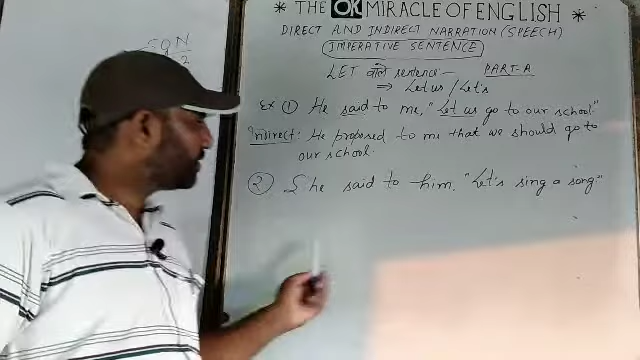 * THE OK MIRACLE OF ENGLISH *
DIRECT AND INDIRECT NARRATION (SPEECH)
IMPERATIVE SENTENCE
LET वाले sentence - PART-A
⇒ Let us / Let's
Ex ① He said to me, "Let us go to our school."
Indirect: He proposed to me that we should go to
our school.
② She said to him, "Let's sing a song"
SON
2